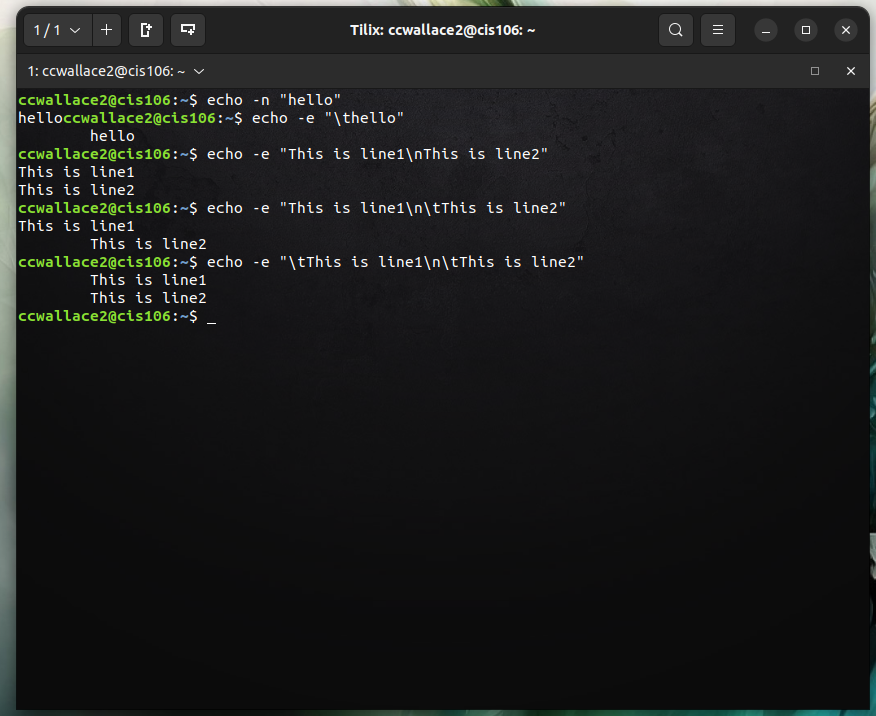 1 / 1
Tilix: ccwallace2@cis106: ~
1: ccwallace2@cis106: ~
ccwallace2@cis106:~$ echo -n "hello"
helloccwallace2@cis106:~$ echo -e "\thello"
        hello
ccwallace2@cis106:~$ echo -e "This is line1\nThis is line2"
This is line1
This is line2
ccwallace2@cis106:~$ echo -e "This is line1\n\tThis is line2"
This is line1
        This is line2
ccwallace2@cis106:~$ echo -e "\tThis is line1\n\tThis is line2"
        This is line1
        This is line2
ccwallace2@cis106:~$ _